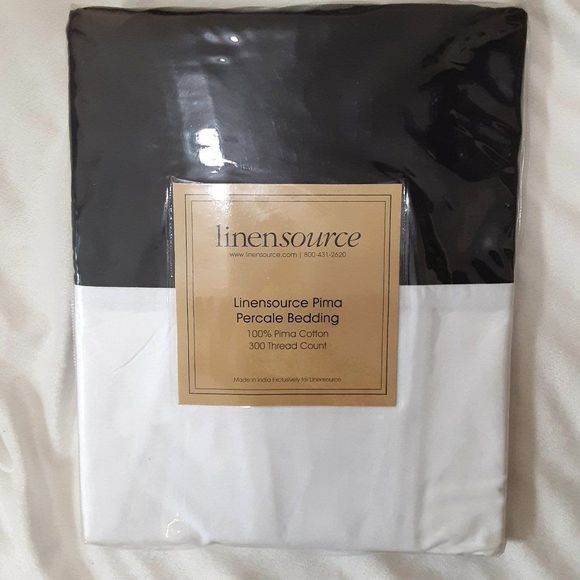 linensource
www.linensource.com | 800-431-2620
Linensource Pima
Percale Bedding
100% Pima Cotton
300 Thread Count
Made in India Exclusively for Linensource